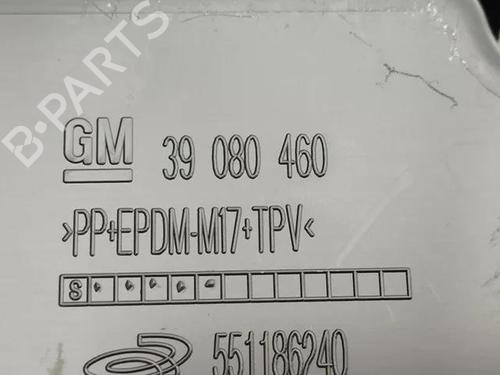 B-PARTS
GM 39 080 460
>PP+EPDM-M17+TPV<
S
551186240